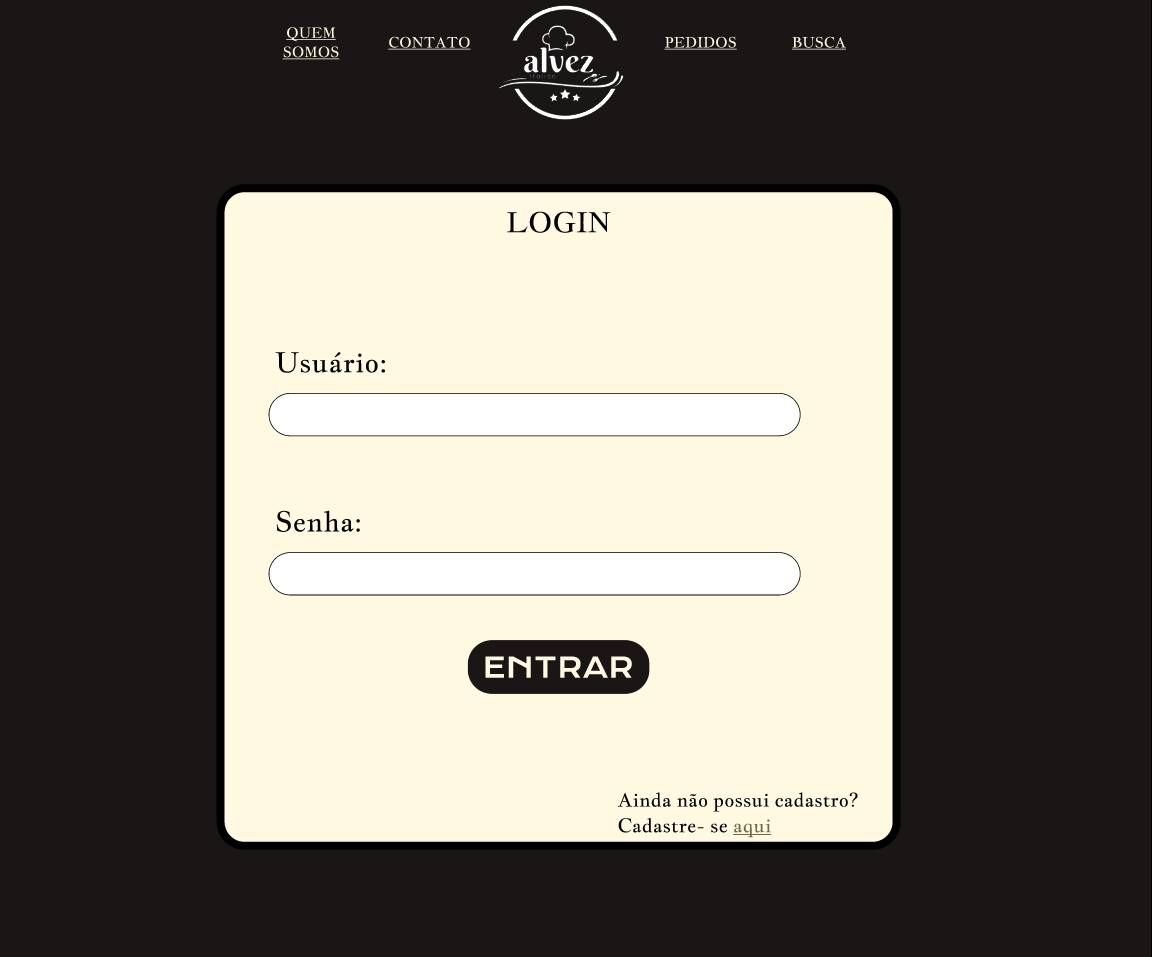 QUEM
SOMOS
CONTATO
alvez
PEDIDOS
BUSCA
LOGIN
Usuário:
Senha:
ENTRAR
Ainda não possui cadastro?
Cadastre- se aqui